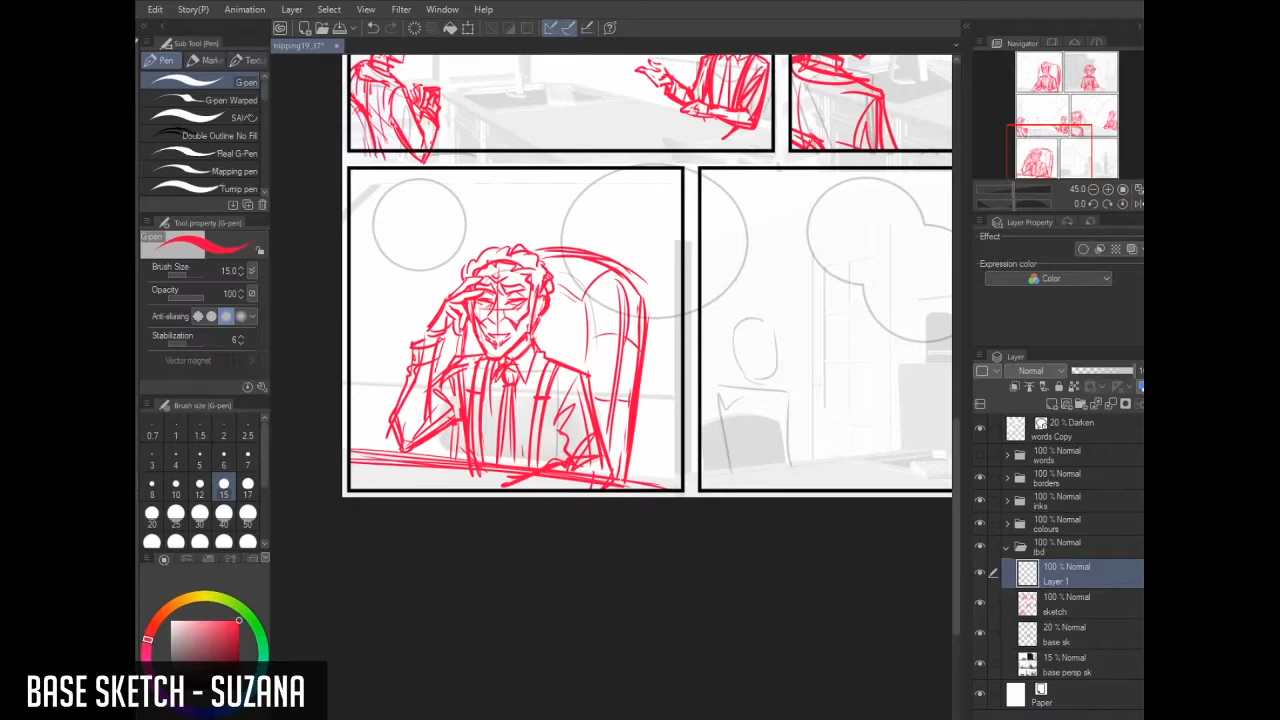 Edit Story(P) Animation Layer Select View Filter Window Help
Sub Tool [Pen]
Pen Marke Textu
G-pen
G-pen Warped
Double Outline No Fill
Real G-Pen
Mapping pen
Turnip pen
Tool property [G-pen]
G-pen
Brush Size 15.0
Opacity 100
Anti-aliasing
Stabilization 6
Vector magnet
Brush size [G-pen]
0.7 1 1.5 2 2.5
3 4 5 6 7
8 10 12 15 17
20 25 30 40 50
BASE SKETCH - SUZANA
tripping19_37*
Navigator
45.0
0.0
Layer Property
Effect
Expression color
Color
Layer
Normal
20 % Darken
words Copy
100 % Normal
words
100 % Normal
borders
100 % Normal
inks
100 % Normal
colours
100 % Normal
tbd
100 % Normal
Layer 1
100 % Normal
sketch
20 % Normal
base sk
15 % Normal
base persp sk
Paper